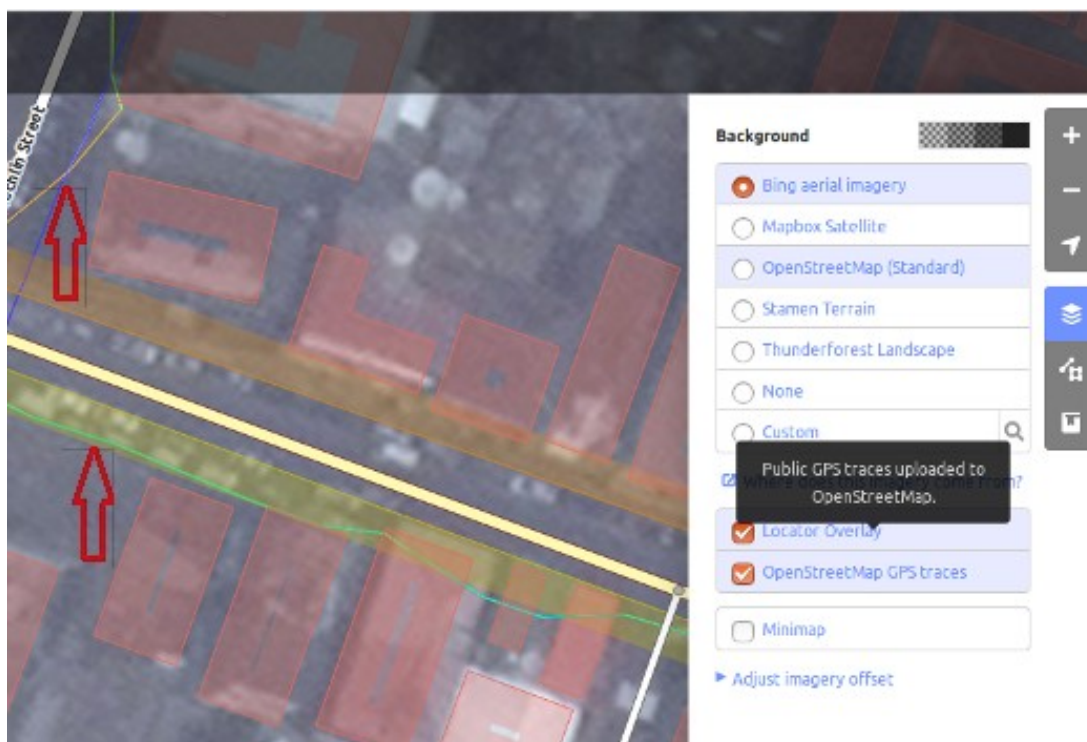 Street
Background
Bing aerial imagery
Mapbox Satellite
OpenStreetMap (Standard)
Stamen Terrain
Thunderforest Landscape
None
Custom
Public GPS traces uploaded to
OpenStreetMap.
Where does this imagery come from?
Locator Overlay
OpenStreetMap GPS traces
Minimap
Adjust imagery offset